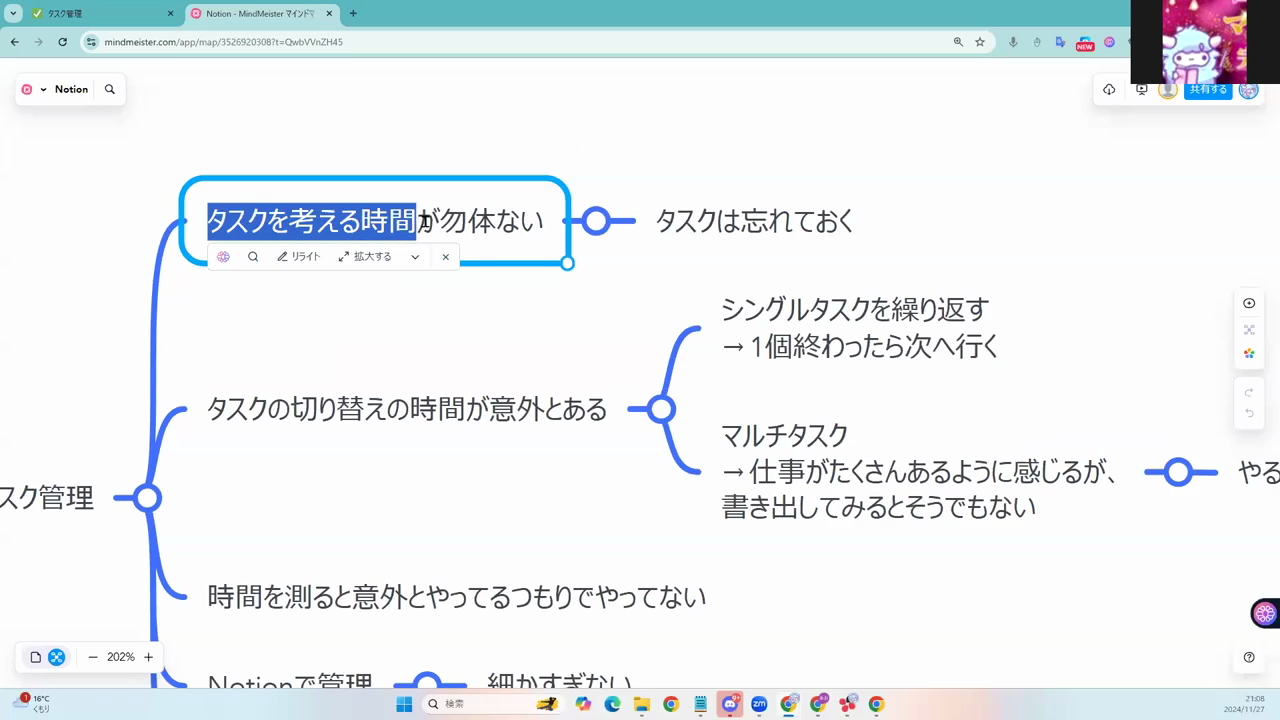 タスク管理
Notion - MindMeister マインドマ
mindmeister.com/app/map/3526920308?t=QwbVVnZH45
NEW
Notion
共有する
タスクを考える時間が勿体ない
タスクは忘れておく
リライト
拡大する
シングルタスクを繰り返す
→ 1個終わったら次へ行く
タスクの切り替えの時間が意外とある
マルチタスク
→ 仕事がたくさんあるように感じるが、
書き出してみるとそうでもない
やる
スク管理
時間を測ると意外とやってるつもりでやってない
202%
Notionで管理
細かすぎない
1
16°C
くもり
検索
zm
21:08
2024/11/27